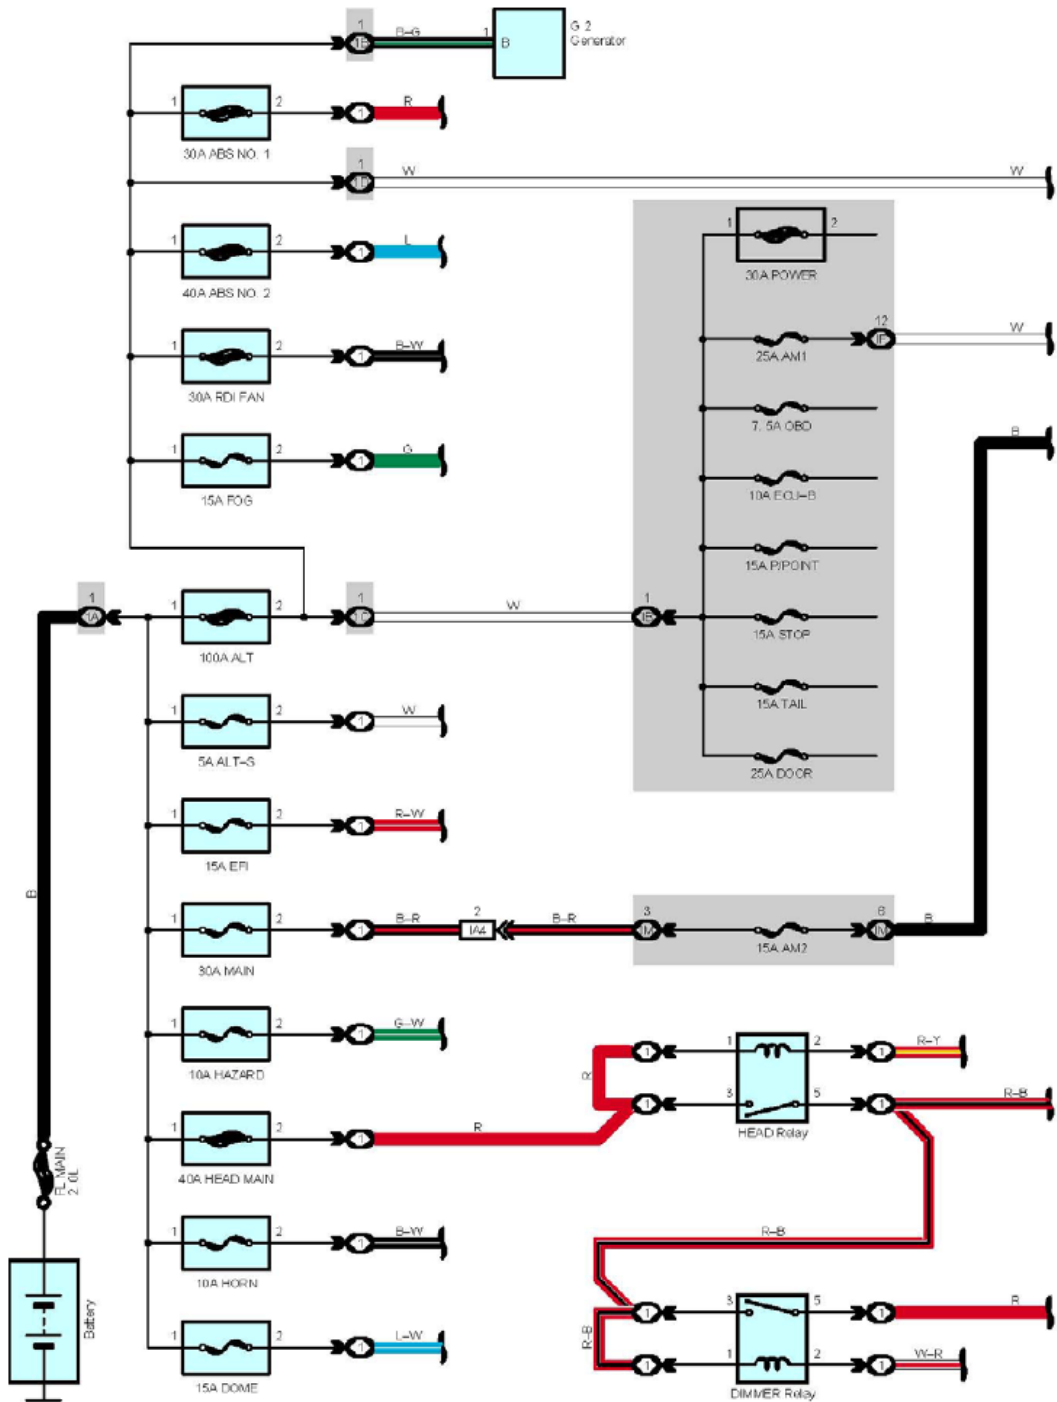 1 B-G 1 G 2
1B B Generator
1 2 R
1
30A ABS NO. 1
1 W W
1 2 L
1
40A ABS NO. 2
1 2
30A POWER
1 2 B-W
1
30A RDI FAN
12 W
25A AM1 IF
7. 5A OBD
B
1 2 G
1
15A FOG
10A ECU-B
15A P/POINT
1 1 2 1 W 1
1A 1C
100A ALT
15A STOP
15A TAIL
1 2 W
1
5A ALT-S
25A DOOR
1 2 R-W
1
15A EFI
B
1 2 B-R 2 B-R 3 6 B
1 IA4 IM IM
30A MAIN
15A AM2
1 2 G-W
1
10A HAZARD
1 1 2 1 R-Y
R
1 3 5 1 R-B
HEAD Relay
1 2 R
1
40A HEAD MAIN
FL MAIN
2. 0L
1 2 B-W
1
10A HORN
R-B
Battery
1 3 5 1 R
R-B
1 1 2 1 W-R
DIMMER Relay
1 2 L-W
1
15A DOME